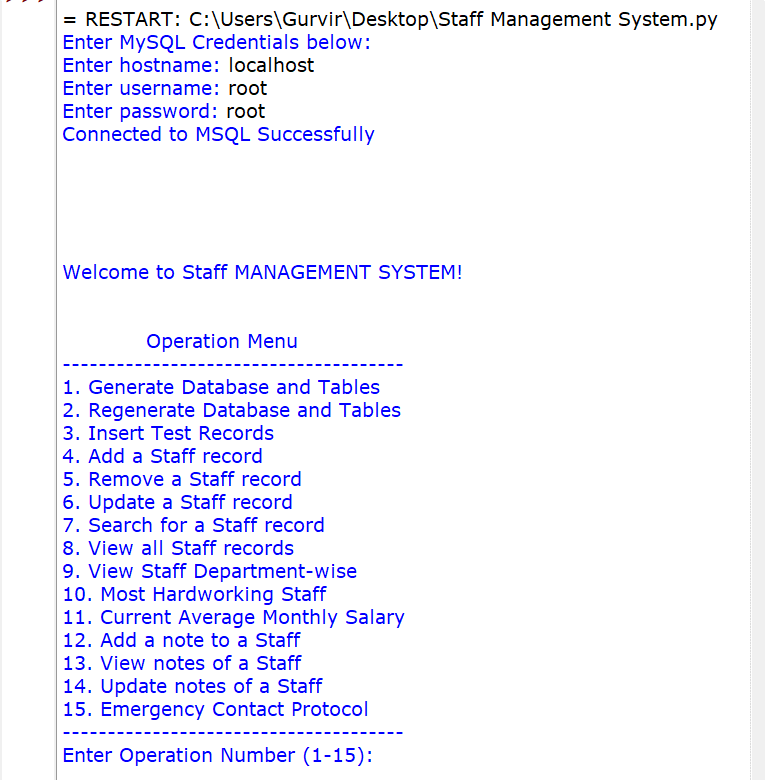 = RESTART: C:\Users\Gurvir\Desktop\Staff Management System.py
Enter MySQL Credentials below:
Enter hostname: localhost
Enter username: root
Enter password: root
Connected to MSQL Successfully
Welcome to Staff MANAGEMENT SYSTEM!
Operation Menu
--------------------------------------
1. Generate Database and Tables
2. Regenerate Database and Tables
3. Insert Test Records
4. Add a Staff record
5. Remove a Staff record
6. Update a Staff record
7. Search for a Staff record
8. View all Staff records
9. View Staff Department-wise
10. Most Hardworking Staff
11. Current Average Monthly Salary
12. Add a note to a Staff
13. View notes of a Staff
14. Update notes of a Staff
15. Emergency Contact Protocol
--------------------------------------
Enter Operation Number (1-15):